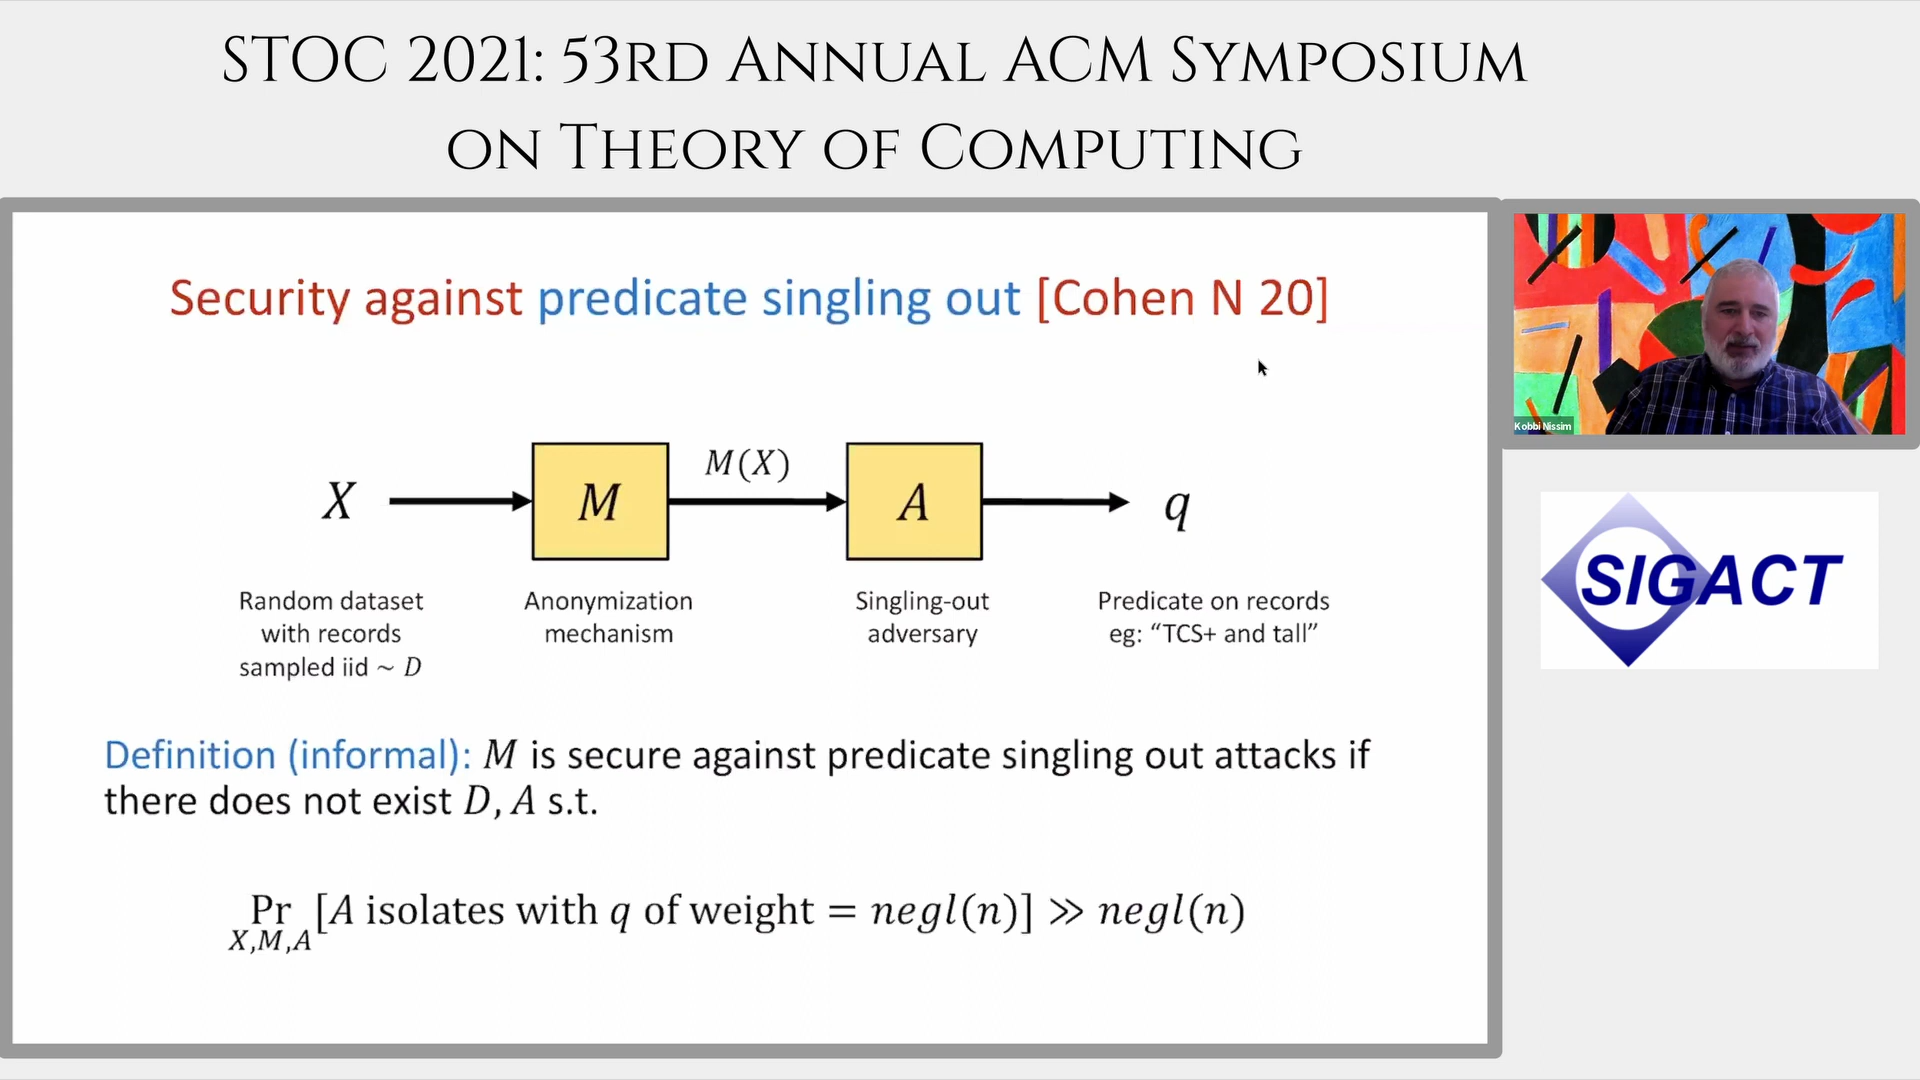 STOC 2021: 53rd Annual ACM Symposium
on Theory of Computing
Security against predicate singling out [Cohen N 20]
X
M
M(X)
A
q
Random dataset
with records
sampled iid ~ D
Anonymization
mechanism
Singling-out
adversary
Predicate on records
eg: “TCS+ and tall”
Definition (informal): M is secure against predicate singling out attacks if
there does not exist D, A s.t.
Pr [A isolates with q of weight = negl(n)] ≫ negl(n)
X,M,A
Kobbi Nissim
SIGACT